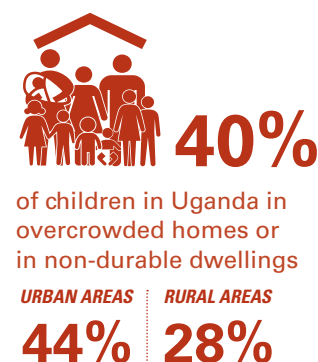 40%
of children in Uganda in
overcrowded homes or
in non-durable dwellings
URBAN AREAS RURAL AREAS
44% 28%